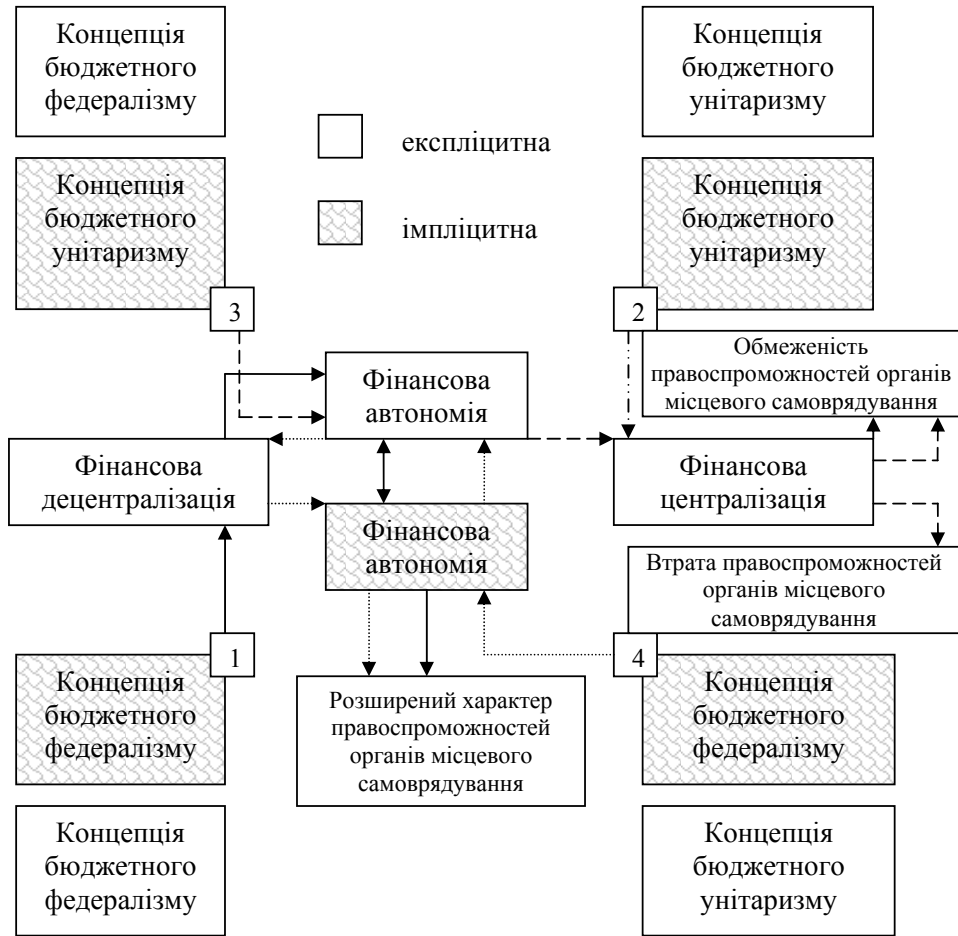 Концепція
бюджетного
федералізму
Концепція
бюджетного
унітаризму
експліцитна
імпліцитна
Концепція
бюджетного
унітаризму
3
Концепція
бюджетного
унітаризму
2
Обмеженість
правоспроможностей органів
місцевого самоврядування
Фінансова
автономія
Фінансова
децентралізація
Фінансова
централізація
Фінансова
автономія
Втрата правоспроможностей
органів місцевого
самоврядування
1
Концепція
бюджетного
федералізму
Розширений характер
правоспроможностей
органів місцевого
самоврядування
4
Концепція
бюджетного
федералізму
Концепція
бюджетного
федералізму
Концепція
бюджетного
унітаризму